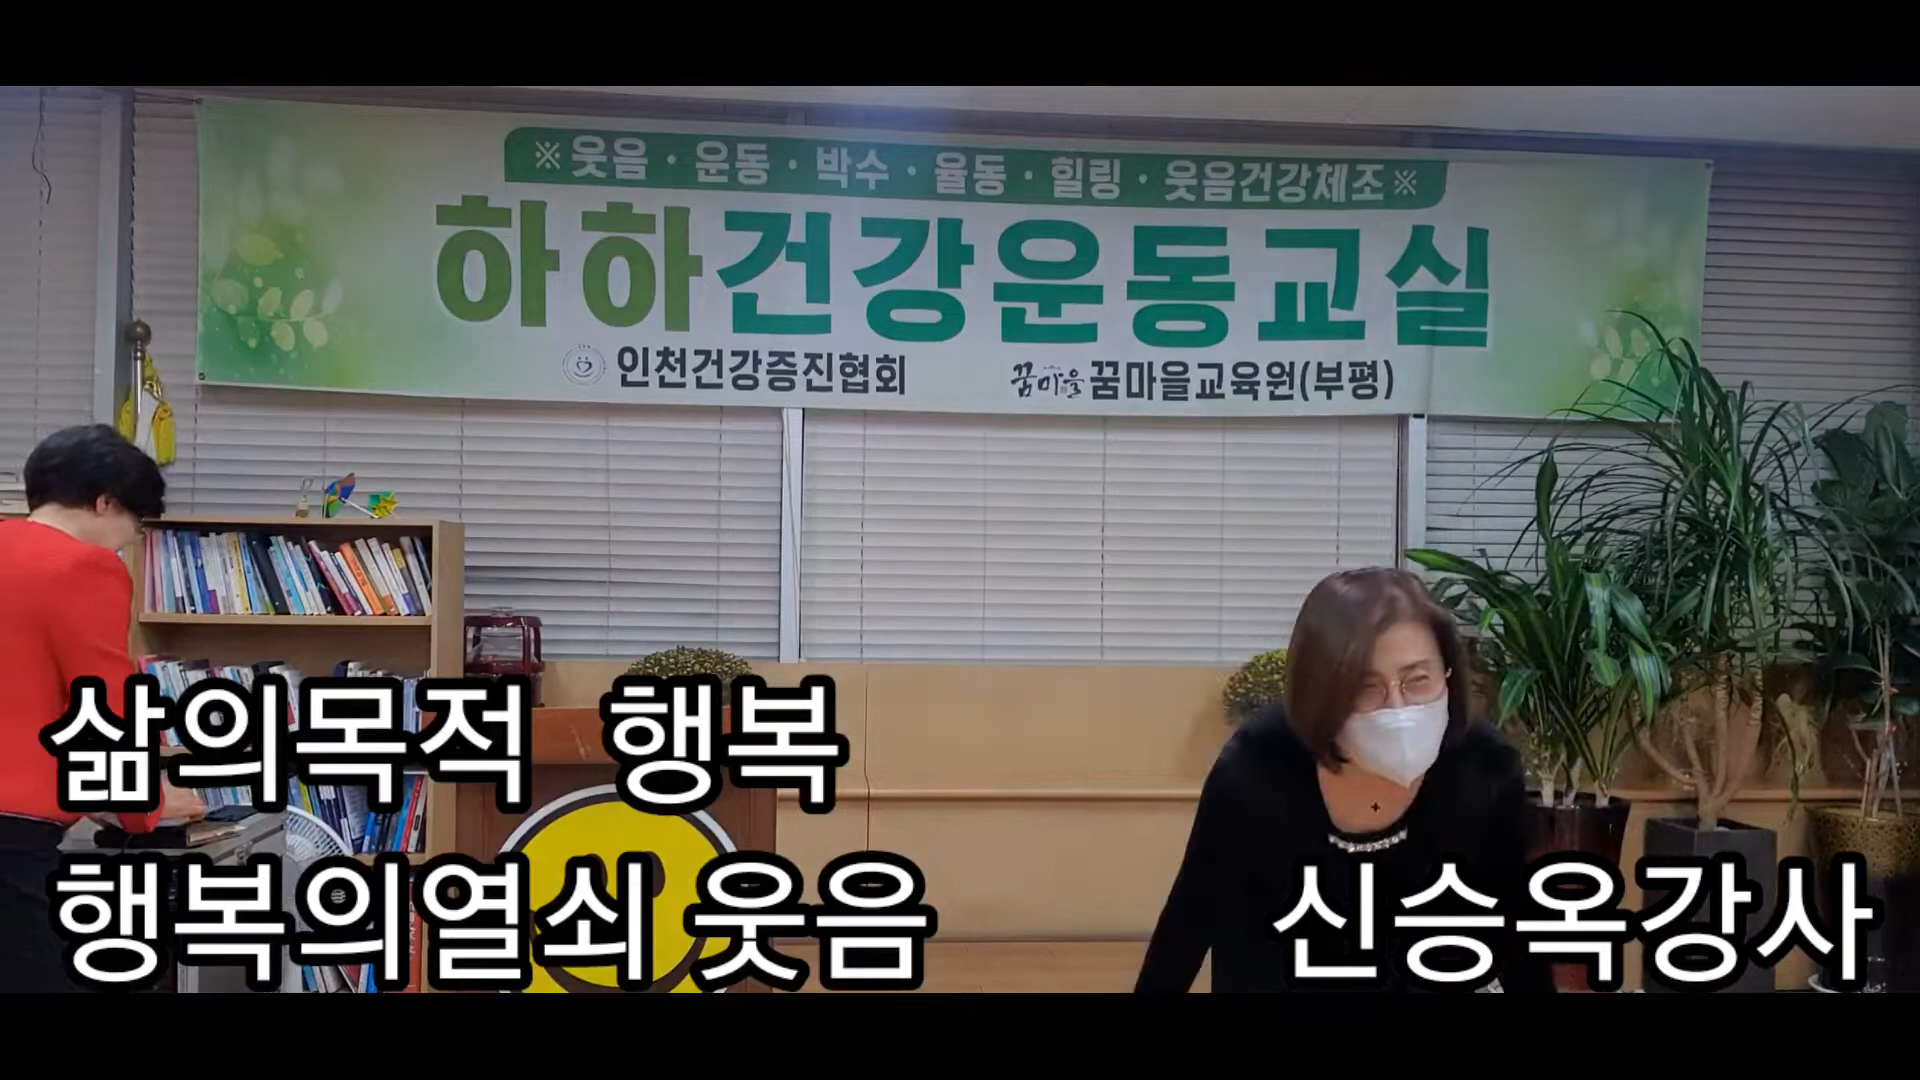 ※웃음 · 운동 · 박수 · 율동 · 힐링 · 웃음건강체조※
하하건강운동교실
인천건강증진협회 꿈마을 꿈마을교육원(부평)
삶의목적 행복
행복의열쇠 웃음
신승옥강사